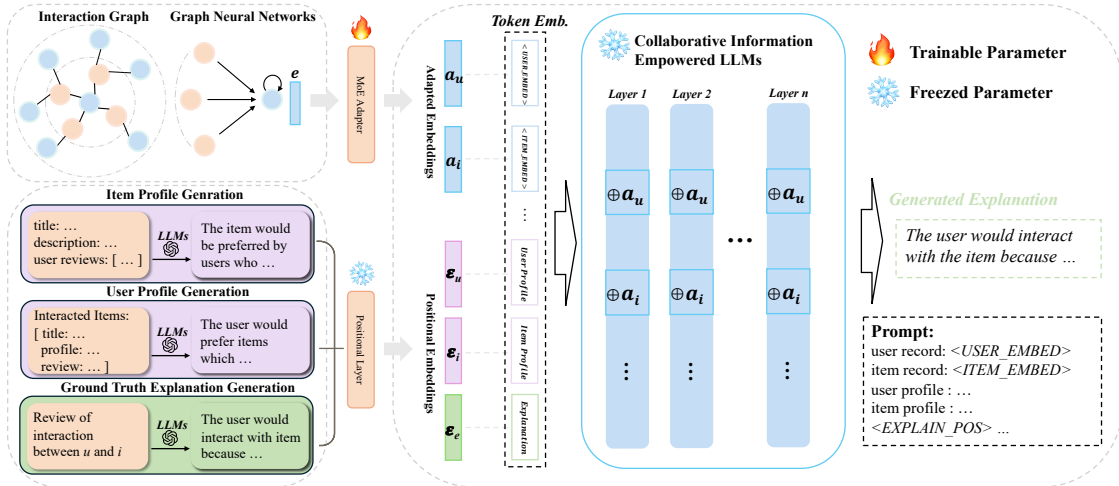 Interaction Graph
Graph Neural Networks
e
MoE Adapter
Item Profile Genration
title: …
description: …
user reviews: [ … ]
LLMs
The item would
be preferred by
users who …
User Profile Generation
Interacted Items:
[ title: …
profile: …
review: … ]
LLMs
The user would
prefer items
which …
Ground Truth Explanation Generation
Review of
interaction
between u and i
LLMs
The user would
interact with item
because …
Positional Layer
Adapted Embeddings
a_u
a_i
Positional Embeddings
ε_u
ε_i
ε_e
Token Emb.
<USER_EMBED>
<ITEM_EMBED>
…
User Profile
Item Profile
Explanation
Collaborative Information
Empowered LLMs
Layer 1
Layer 2
Layer n
⊕a_u
⊕a_u
⊕a_u
…
⊕a_i
⊕a_i
⊕a_i
⋮
⋮
⋮
Trainable Parameter
Freezed Parameter
Generated Explanation
The user would interact
with the item because …
Prompt:
user record: <USER_EMBED>
item record: <ITEM_EMBED>
user profile : …
item profile : …
<EXPLAIN_POS> …